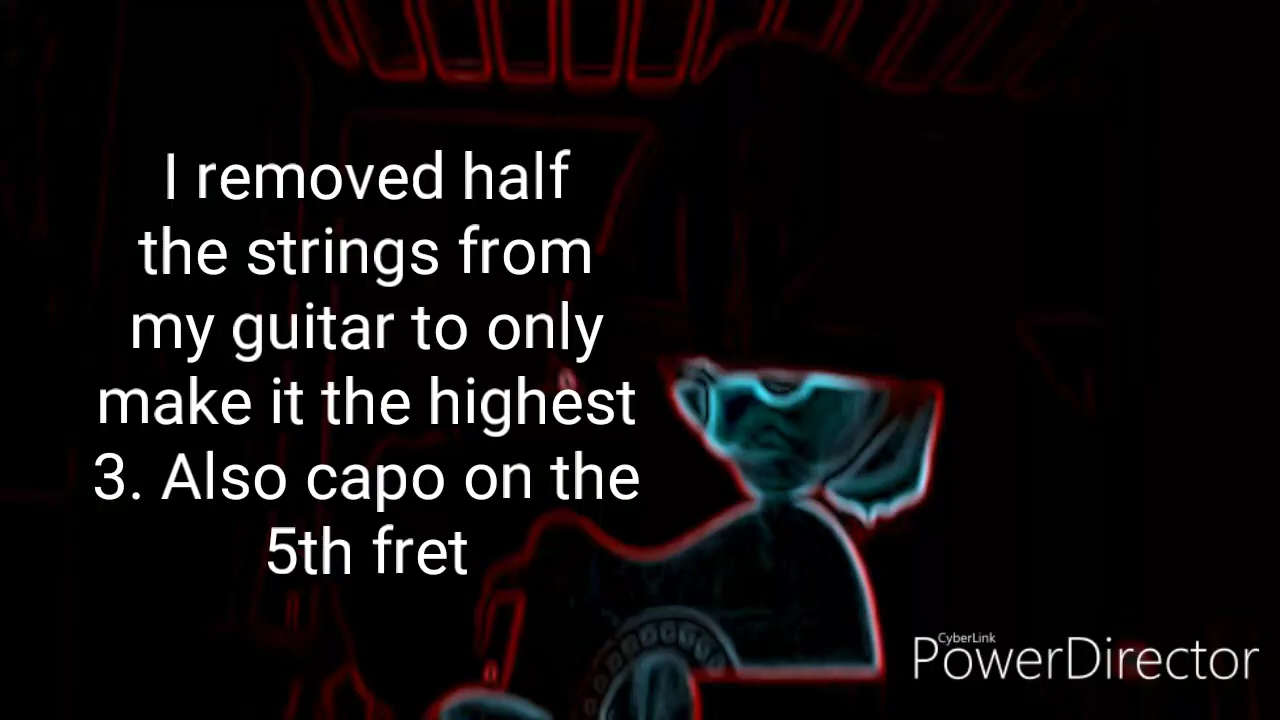 I removed half
the strings from
my guitar to only
make it the highest
3. Also capo on the
5th fret
CyberLink
PowerDirector